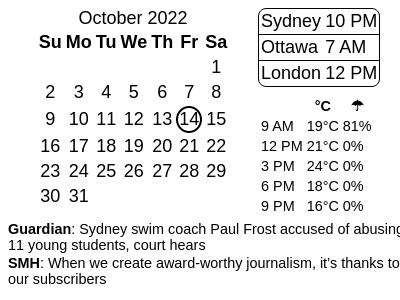 October 2022
Su Mo Tu We Th Fr Sa
1
2 3 4 5 6 7 8
9 10 11 12 13 14 15
16 17 18 19 20 21 22
23 24 25 26 27 28 29
30 31
Sydney 10 PM
Ottawa 7 AM
London 12 PM
°C ☂
9 AM 19°C 81%
12 PM 21°C 0%
3 PM 24°C 0%
6 PM 18°C 0%
9 PM 16°C 0%
Guardian: Sydney swim coach Paul Frost accused of abusing
11 young students, court hears
SMH: When we create award-worthy journalism, it's thanks to
our subscribers